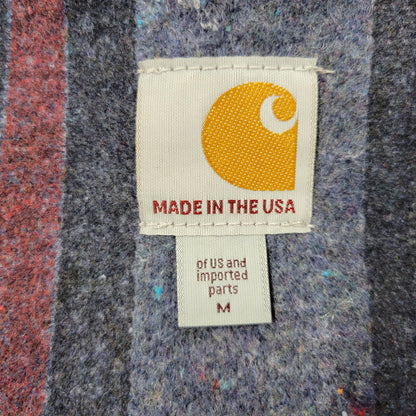 MADE IN THE USA
of US and
imported
parts
M